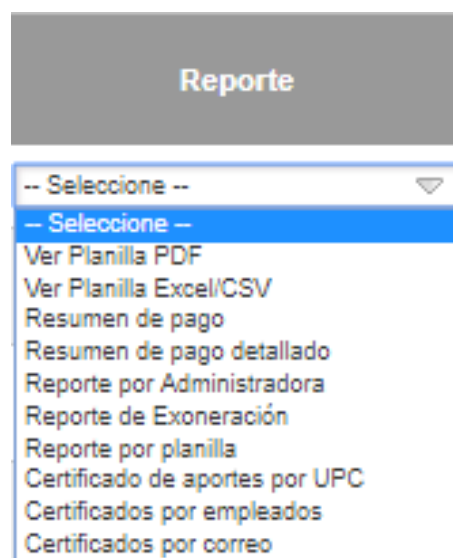 Reporte
-- Seleccione --
-- Seleccione --
Ver Planilla PDF
Ver Planilla Excel/CSV
Resumen de pago
Resumen de pago detallado
Reporte por Administradora
Reporte de Exoneración
Reporte por planilla
Certificado de aportes por UPC
Certificados por empleados
Certificados por correo